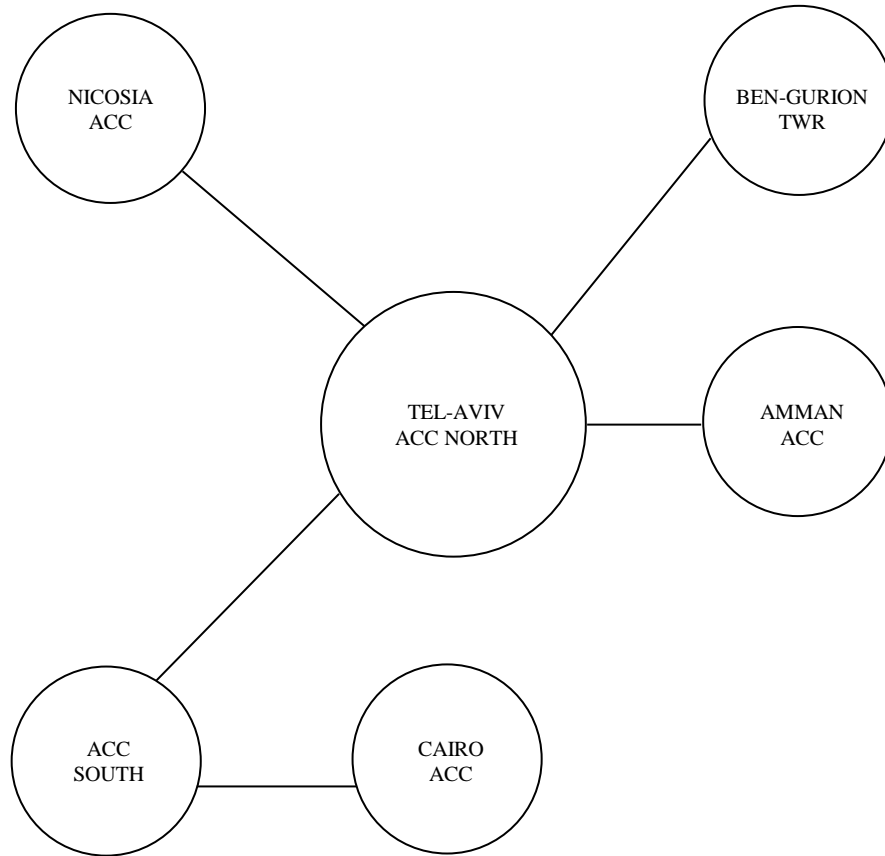 NICOSIA
ACC
BEN-GURION
TWR
TEL-AVIV
ACC NORTH
AMMAN
ACC
ACC
SOUTH
CAIRO
ACC